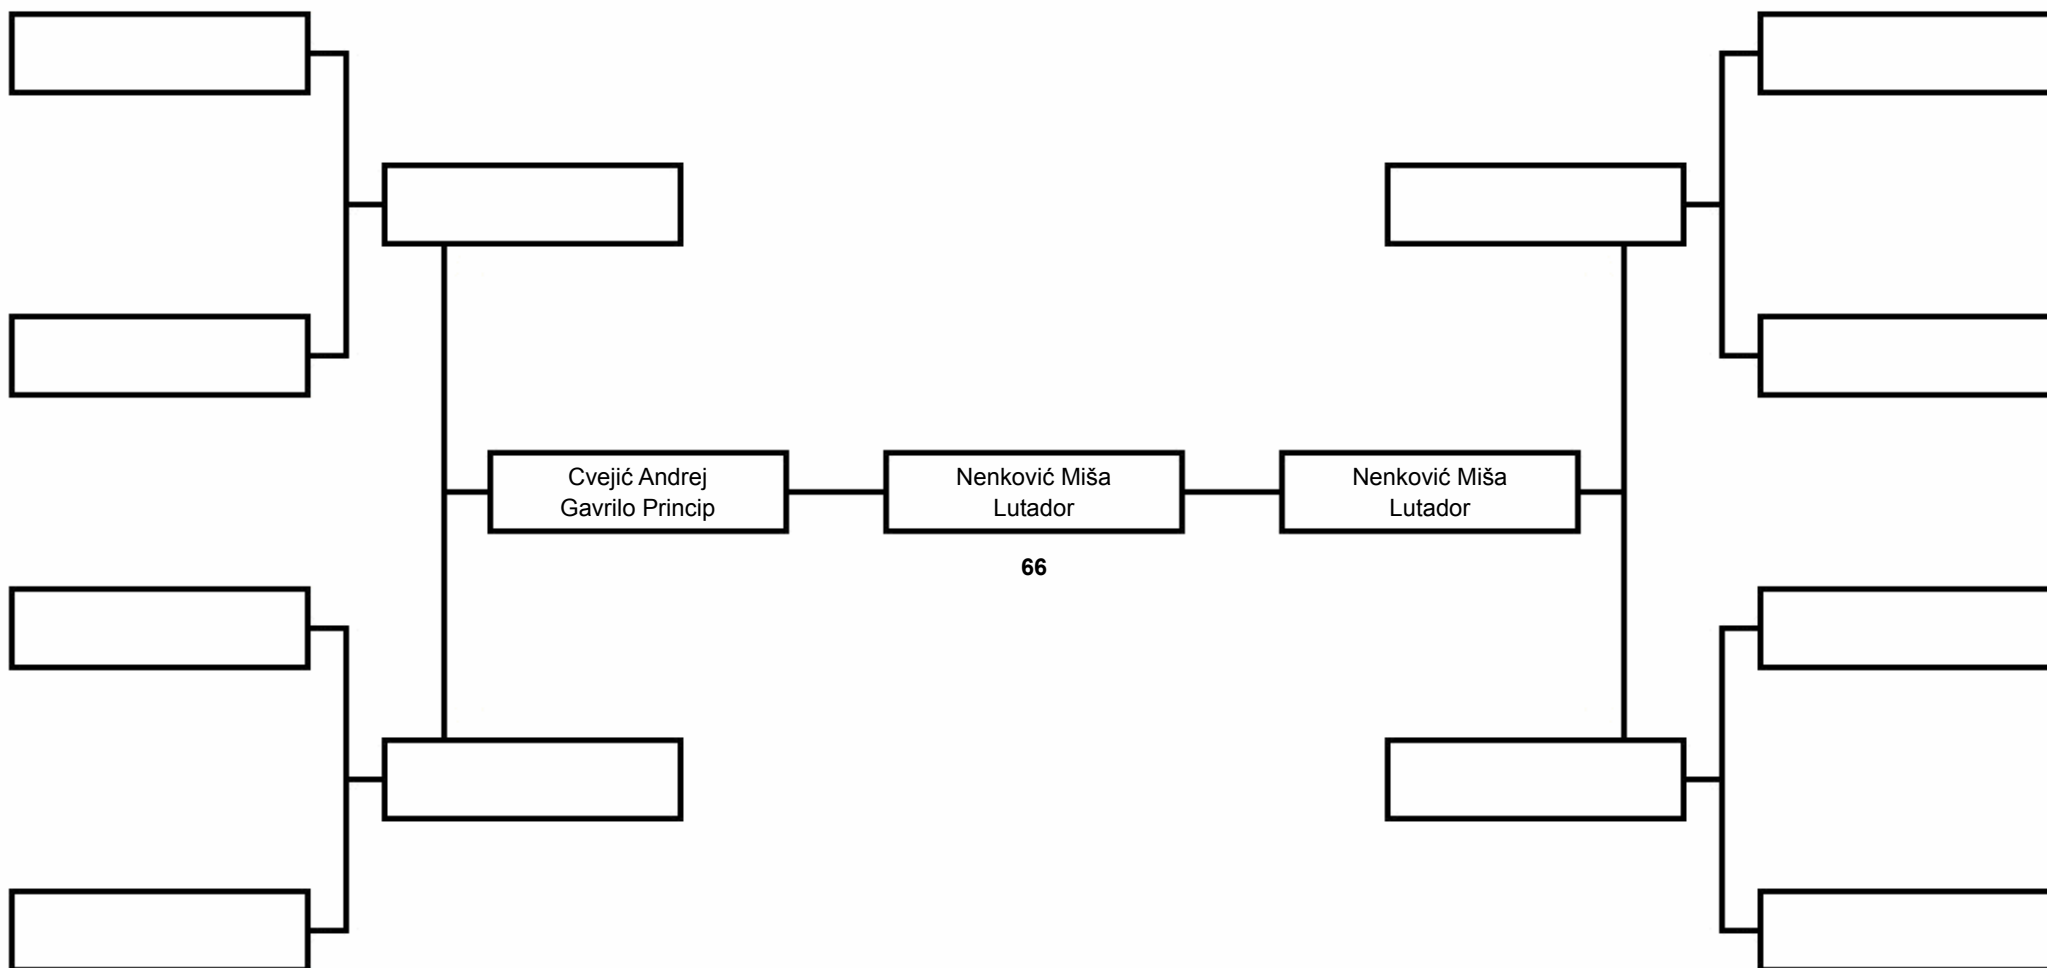 Cvejić Andrej
Gavrilo Princip
Nenković Miša
Lutador
Nenković Miša
Lutador
66